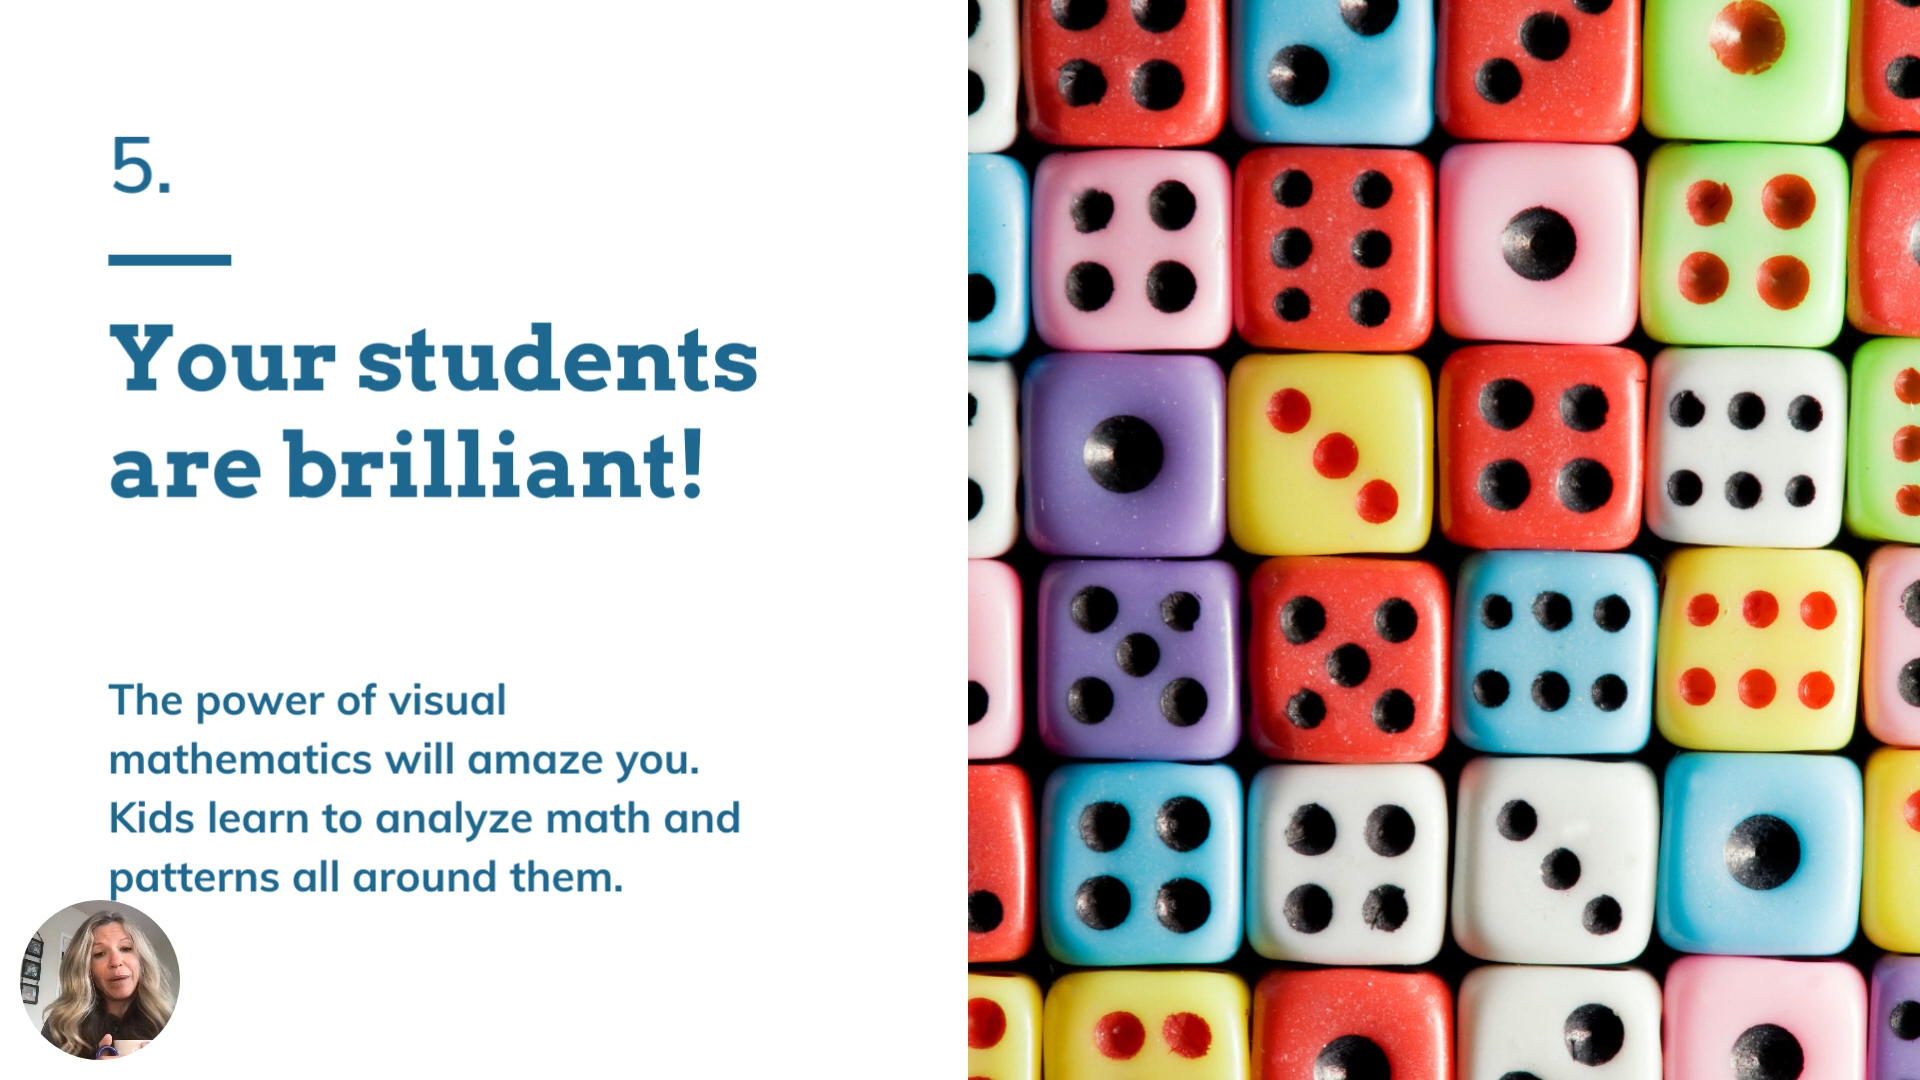 5.
Your students
are brilliant!
The power of visual
mathematics will amaze you.
Kids learn to analyze math and
patterns all around them.